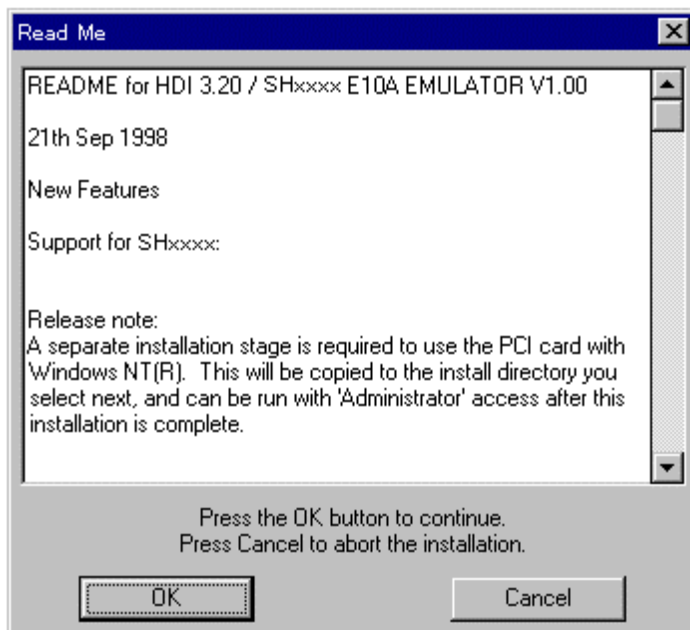 Read Me
README for HDI 3.20 / SHxxxx E10A EMULATOR V1.00
21th Sep 1998
New Features
Support for SHxxxx:
Release note:
A separate installation stage is required to use the PCI card with
Windows NT(R).  This will be copied to the install directory you
select next, and can be run with 'Administrator' access after this
installation is complete.
Press the OK button to continue.
Press Cancel to abort the installation.
OK
Cancel